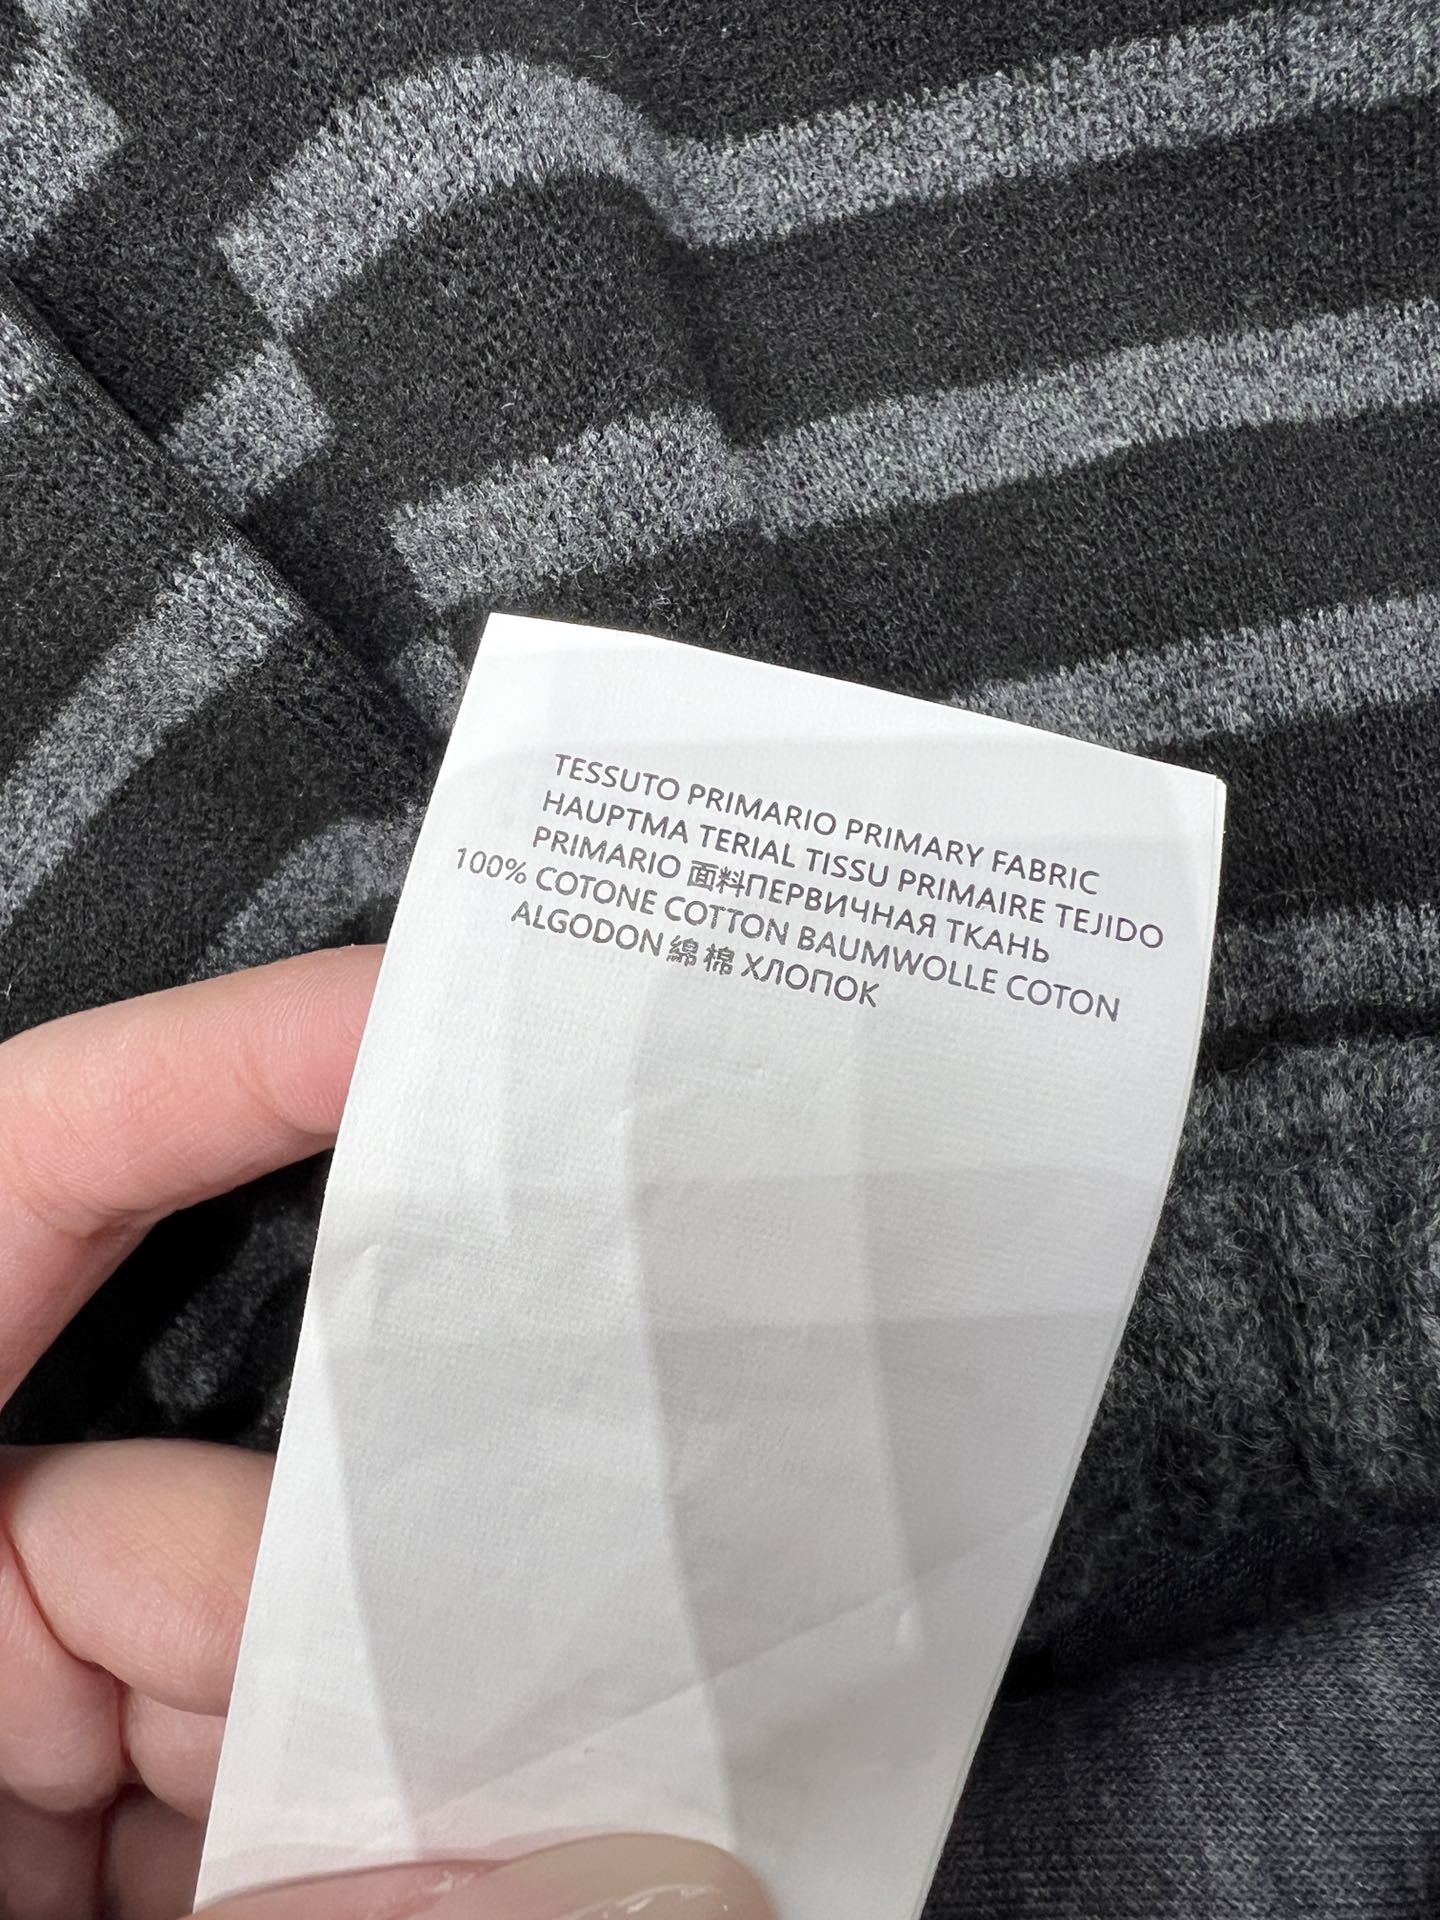 TESSUTO PRIMARIO PRIMARY FABRIC
HAUPTMA TERIAL TISSU PRIMAIRE TEJIDO
PRIMARIO 面料ПЕРВИЧНАЯ ТКАНЬ
100% COTONE COTTON BAUMWOLLE COTON
ALGODON 綿 棉 ХЛОПОК